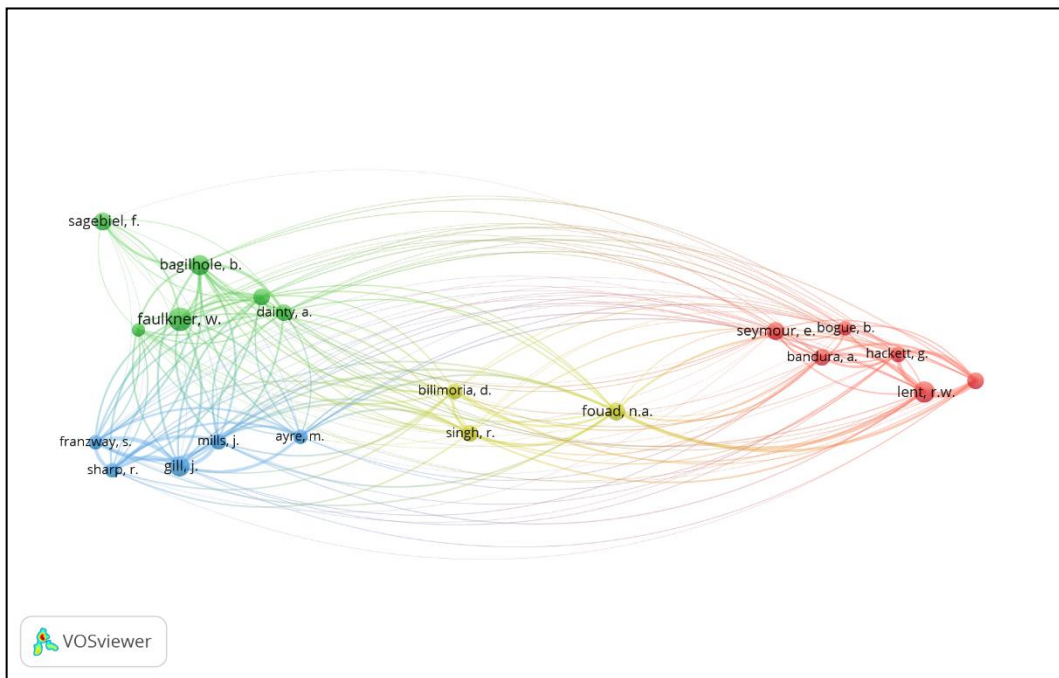 sagebiel, f.
bagilhole, b.
dainty, a.
faulkner, w.
seymour, e.
bogue, b.
bandura, a.
hackett, g.
lent, r.w.
bilimoria, d.
fouad, n.a.
singh, r.
franzway, s.
mills, j.
ayre, m.
sharp, r.
gill, j.
VOSviewer